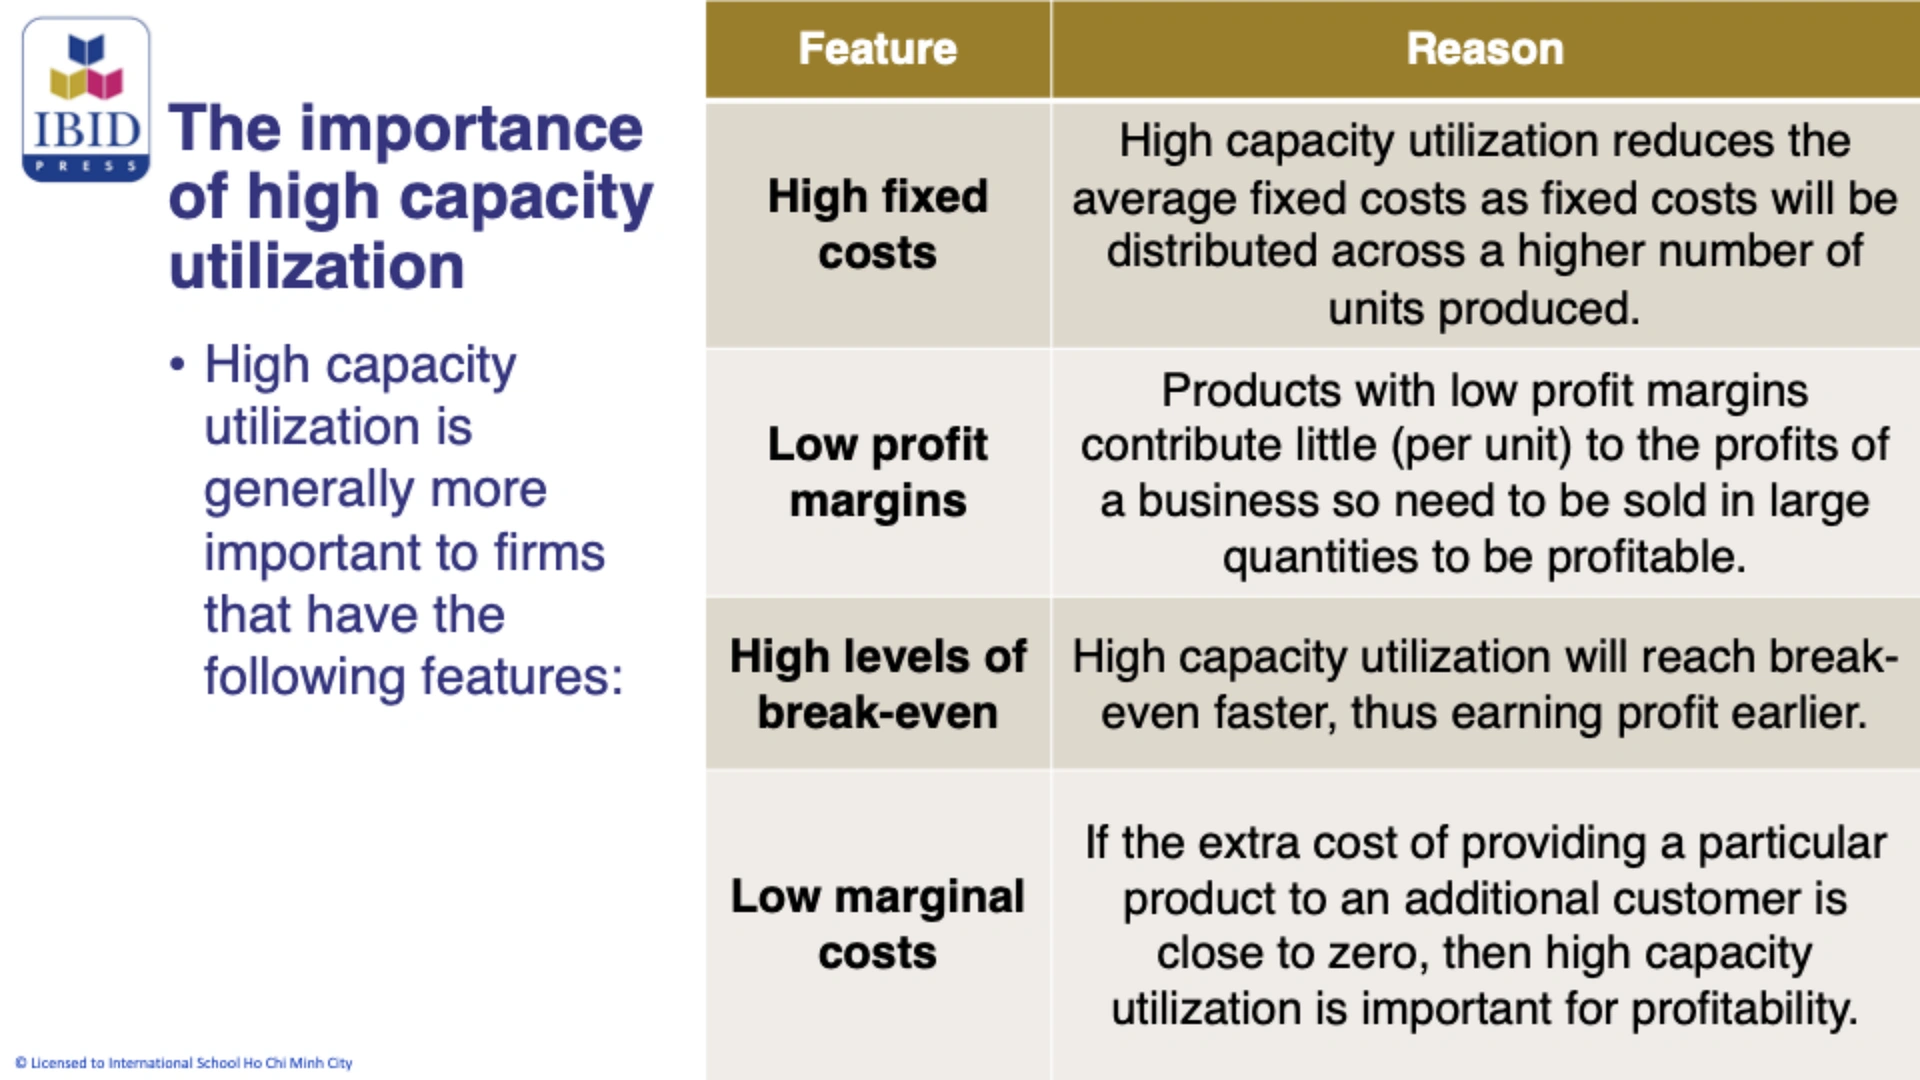 IBID
PRESS
The importance
of high capacity
utilization
• High capacity
utilization is
generally more
important to firms
that have the
following features:
Feature
Reason
High fixed
costs
High capacity utilization reduces the
average fixed costs as fixed costs will be
distributed across a higher number of
units produced.
Low profit
margins
Products with low profit margins
contribute little (per unit) to the profits of
a business so need to be sold in large
quantities to be profitable.
High levels of
break-even
High capacity utilization will reach break-
even faster, thus earning profit earlier.
Low marginal
costs
If the extra cost of providing a particular
product to an additional customer is
close to zero, then high capacity
utilization is important for profitability.
© Licensed to International School Ho Chi Minh City